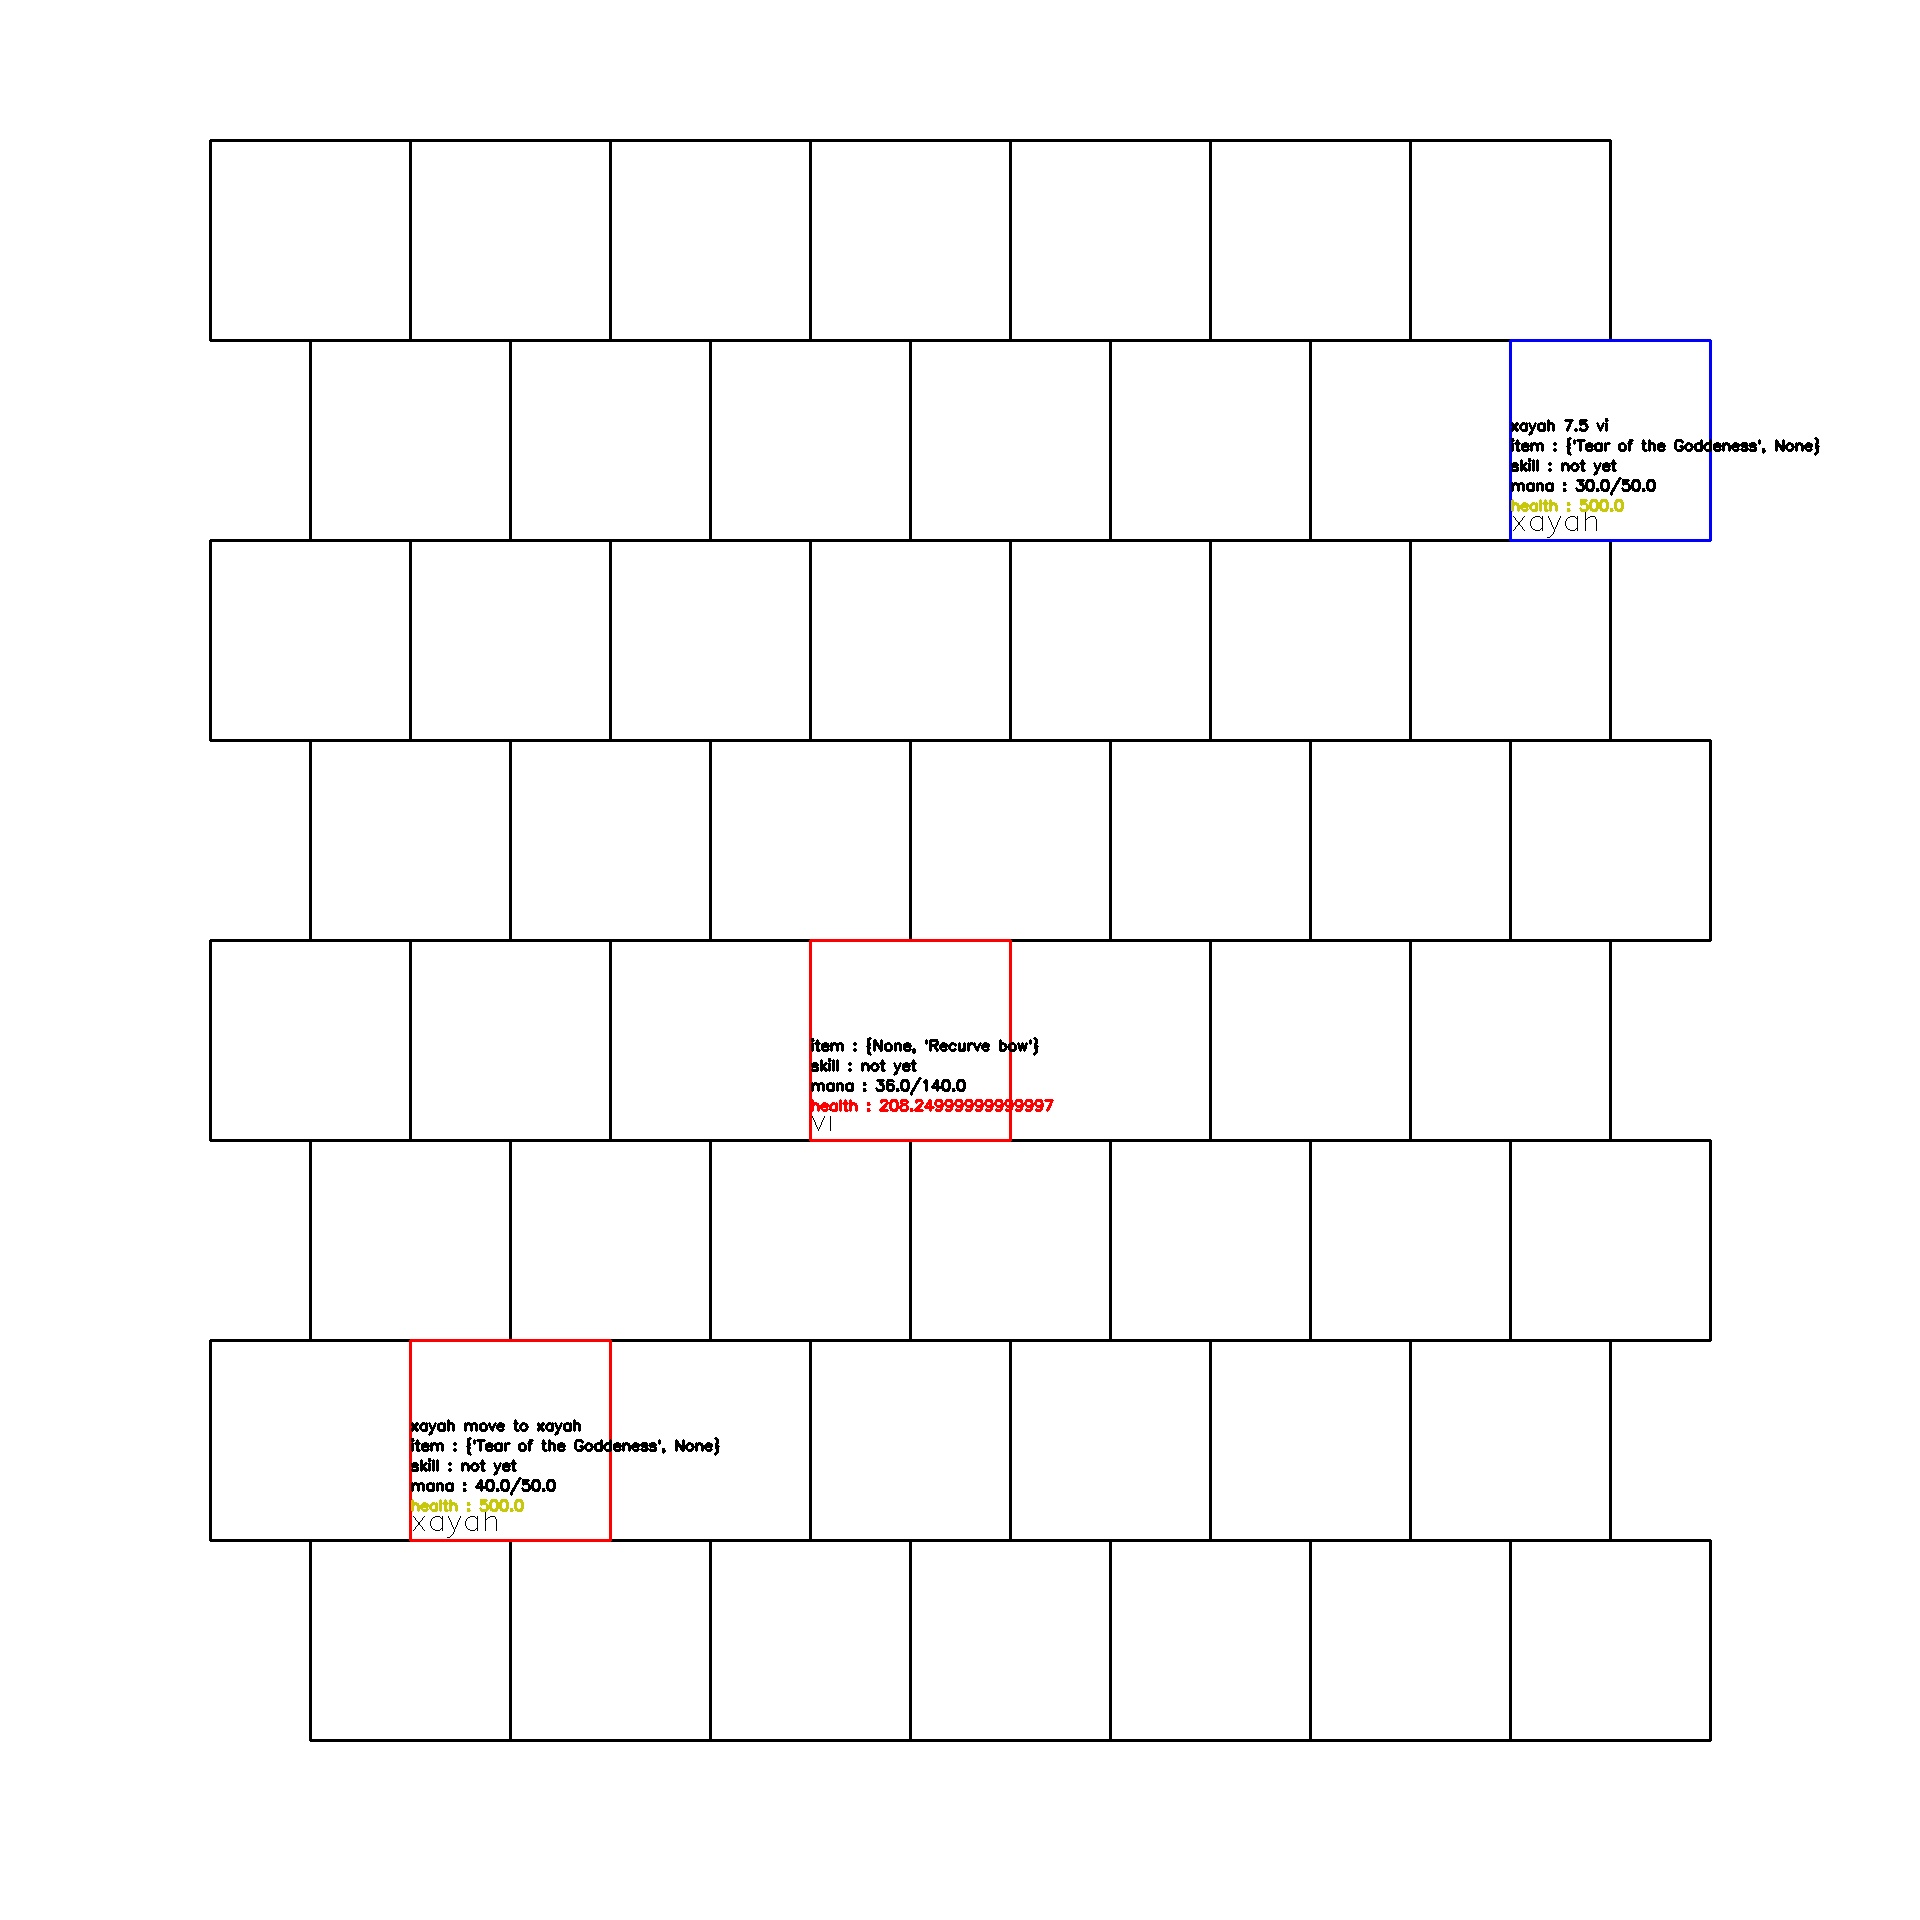 xayah 7.5 vi
item : {'Tear of the Goddeness', None}
skill : not yet
mana : 30.0/50.0
health : 500.0
xayah
item : {None, 'Recurve bow'}
skill : not yet
mana : 36.0/140.0
health : 208.24999999999997
vi
xayah move to xayah
item : {'Tear of the Goddeness', None}
skill : not yet
mana : 40.0/50.0
health : 500.0
xayah